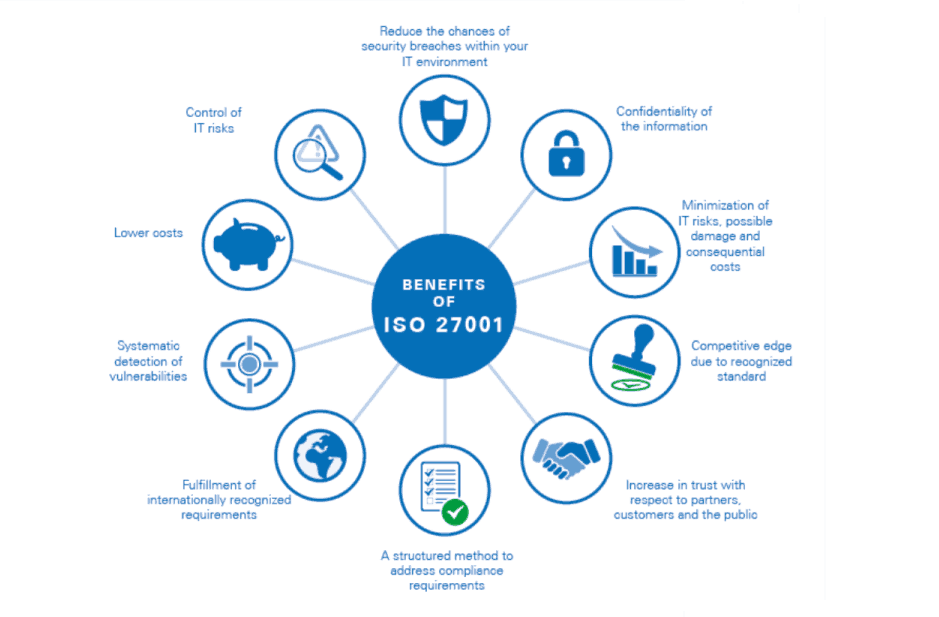 Reduce the chances of
security breaches within your
IT environment
Confidentiality of
the information
Minimization of
IT risks, possible
damage and
consequential
costs
Competitive edge
due to recognized
standard
Increase in trust with
respect to partners,
customers and the public
A structured method to
address compliance
requirements
Fulfillment of
internationally recognized
requirements
Systematic
detection of
vulnerabilities
Lower costs
Control of
IT risks
BENEFITS
OF
ISO 27001